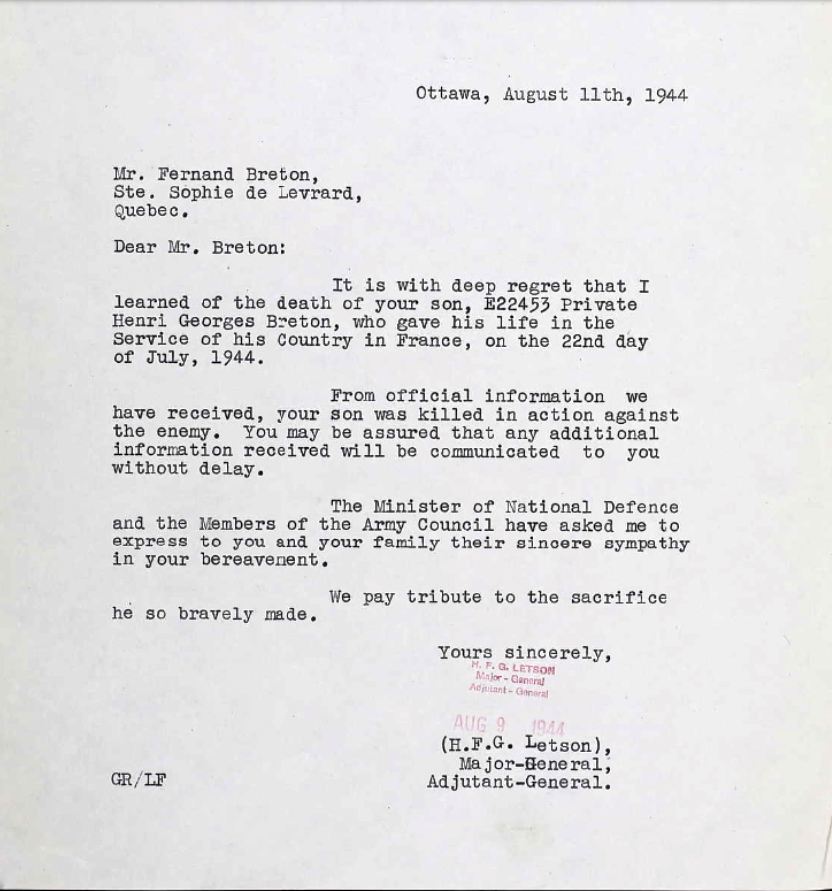 Ottawa, August 11th, 1944
Mr. Fernand Breton,
Ste. Sophie de Levrard,
Quebec.
Dear Mr. Breton:
It is with deep regret that I
learned of the death of your son, E22453 Private
Henri Georges Breton, who gave his life in the
Service of his Country in France, on the 22nd day
of July, 1944.
From official information we
have received, your son was killed in action against
the enemy. You may be assured that any additional
information received will be communicated to you
without delay.
The Minister of National Defence
and the Members of the Army Council have asked me to
express to you and your family their sincere sympathy
in your bereavement.
We pay tribute to the sacrifice
he so bravely made.
Yours sincerely,
H. F. G. LETSON
Major - General
Adjutant - General
AUG 9 1944
(H.F.G. Letson),
Major-General,
Adjutant-General.
GR/LF